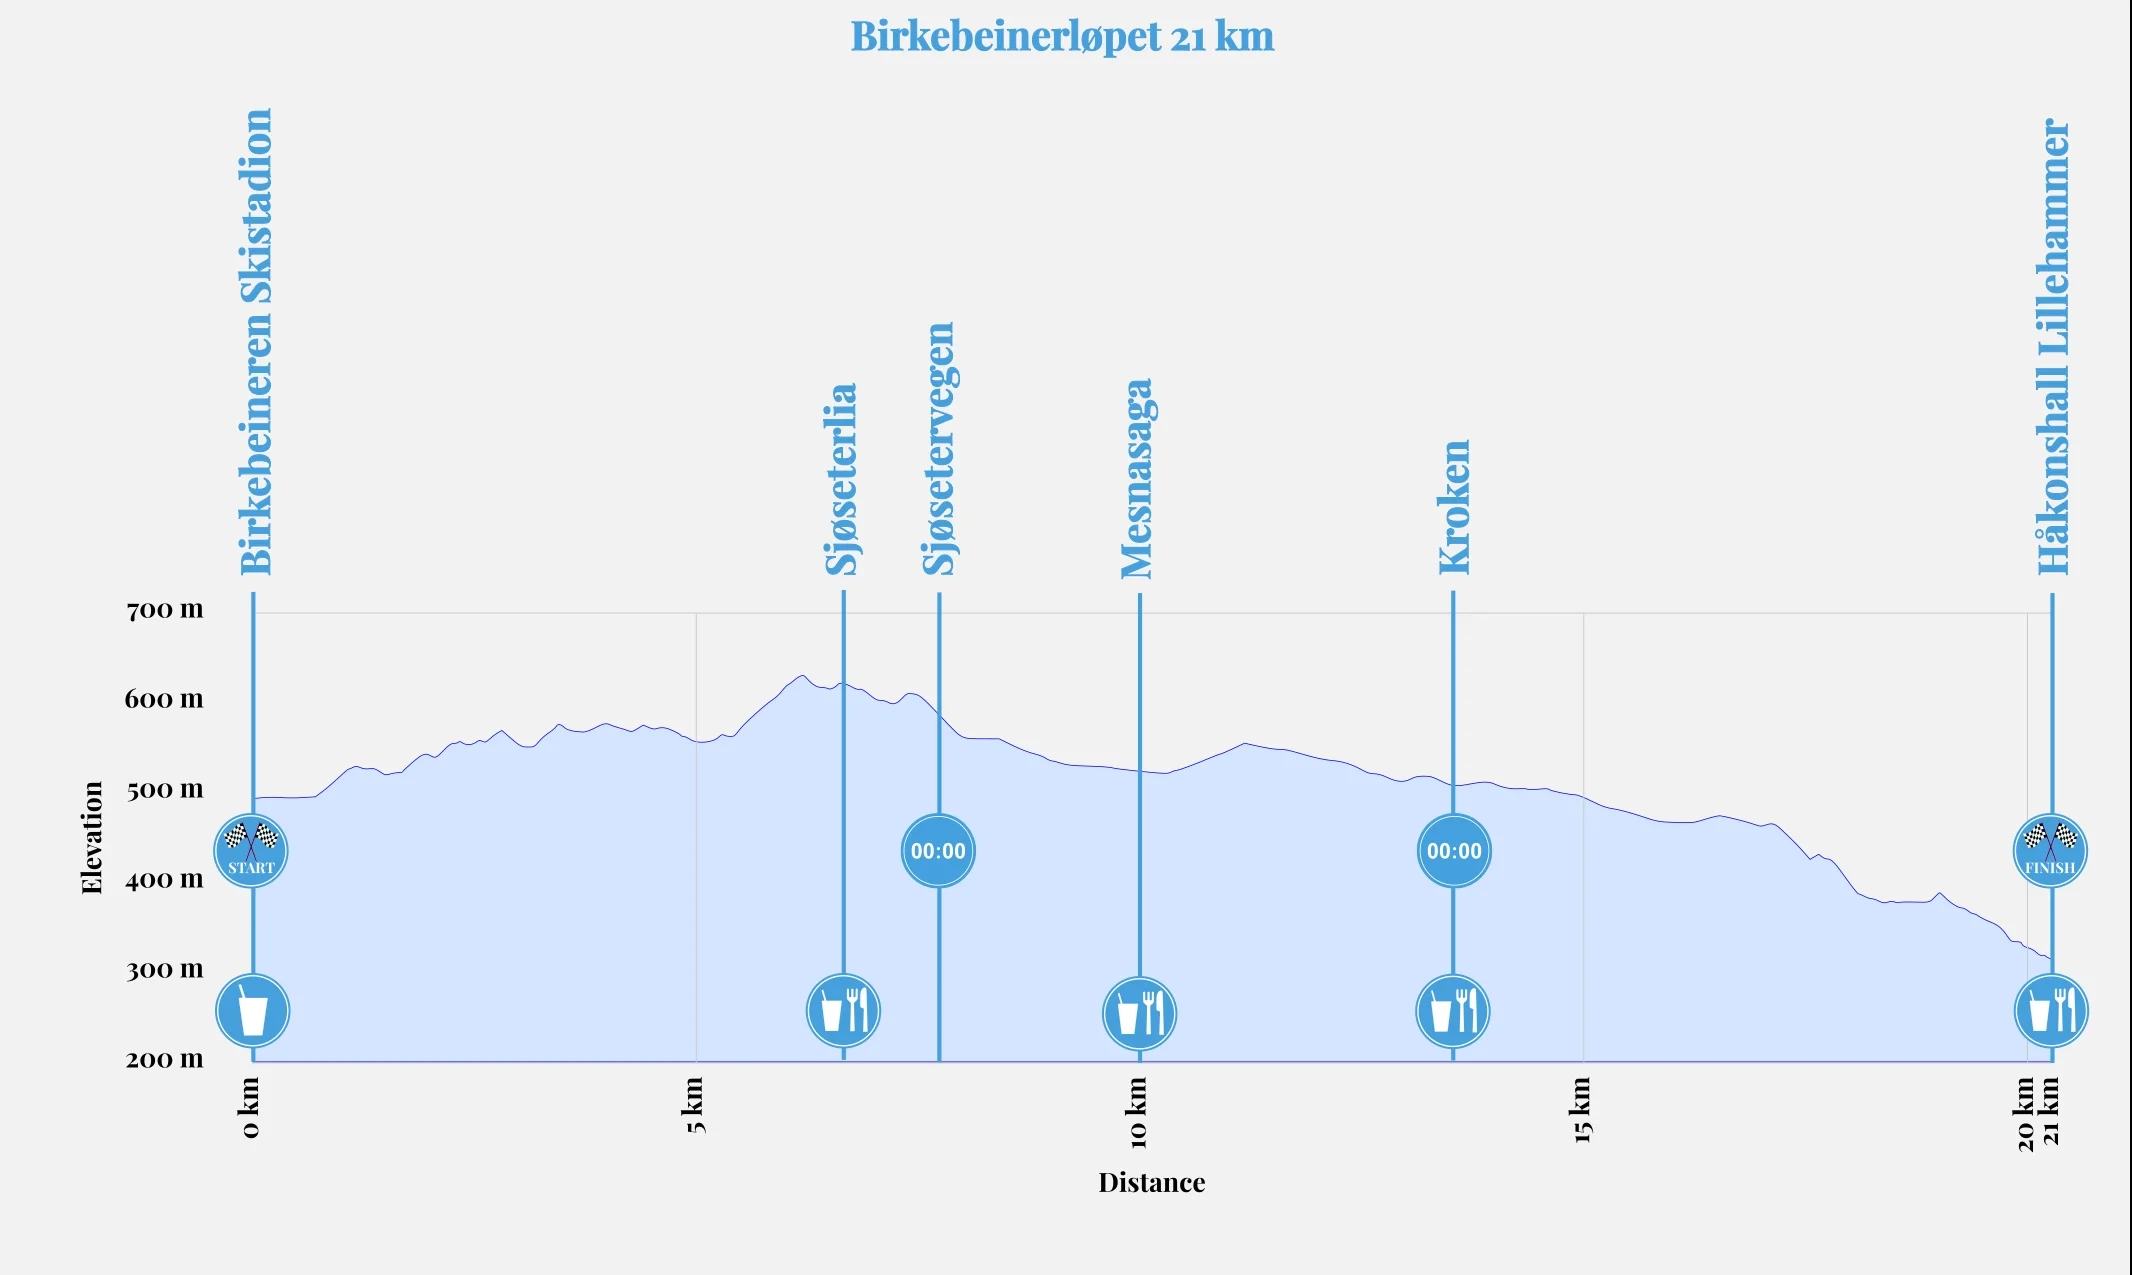 Birkebeinerløpet 21 km
Birkebeineren Skistadion
Sjøseterlia
Sjøsetervegen
Mesnasaga
Kroken
Håkonshall Lillehammer
700 m
600 m
500 m
400 m
300 m
200 m
Elevation
START
00:00
00:00
FINISH
0 km
5 km
10 km
15 km
20 km
21 km
Distance